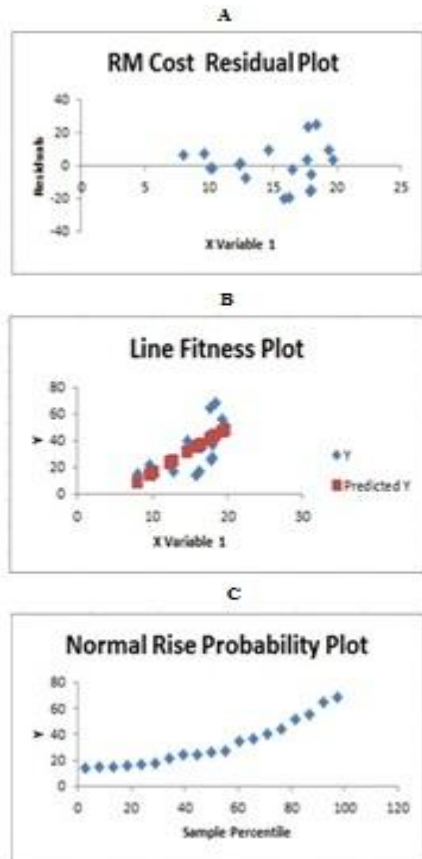 A
RM Cost Residual Plot
40
20
0
-20
-40
0
5
10
15
20
25
Residuals
X Variable 1
B
Line Fitness Plot
80
60
40
20
0
0
10
20
30
Y
X Variable 1
Y
Predicted Y
C
Normal Rise Probability Plot
80
60
40
20
0
0
20
40
60
80
100
120
Y
Sample Percentile